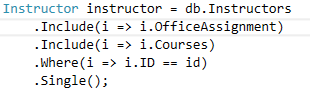 Instructor instructor = db.Instructors
.Include(i => i.OfficeAssignment)
.Include(i => i.Courses)
.Where(i => i.ID == id)
.Single();